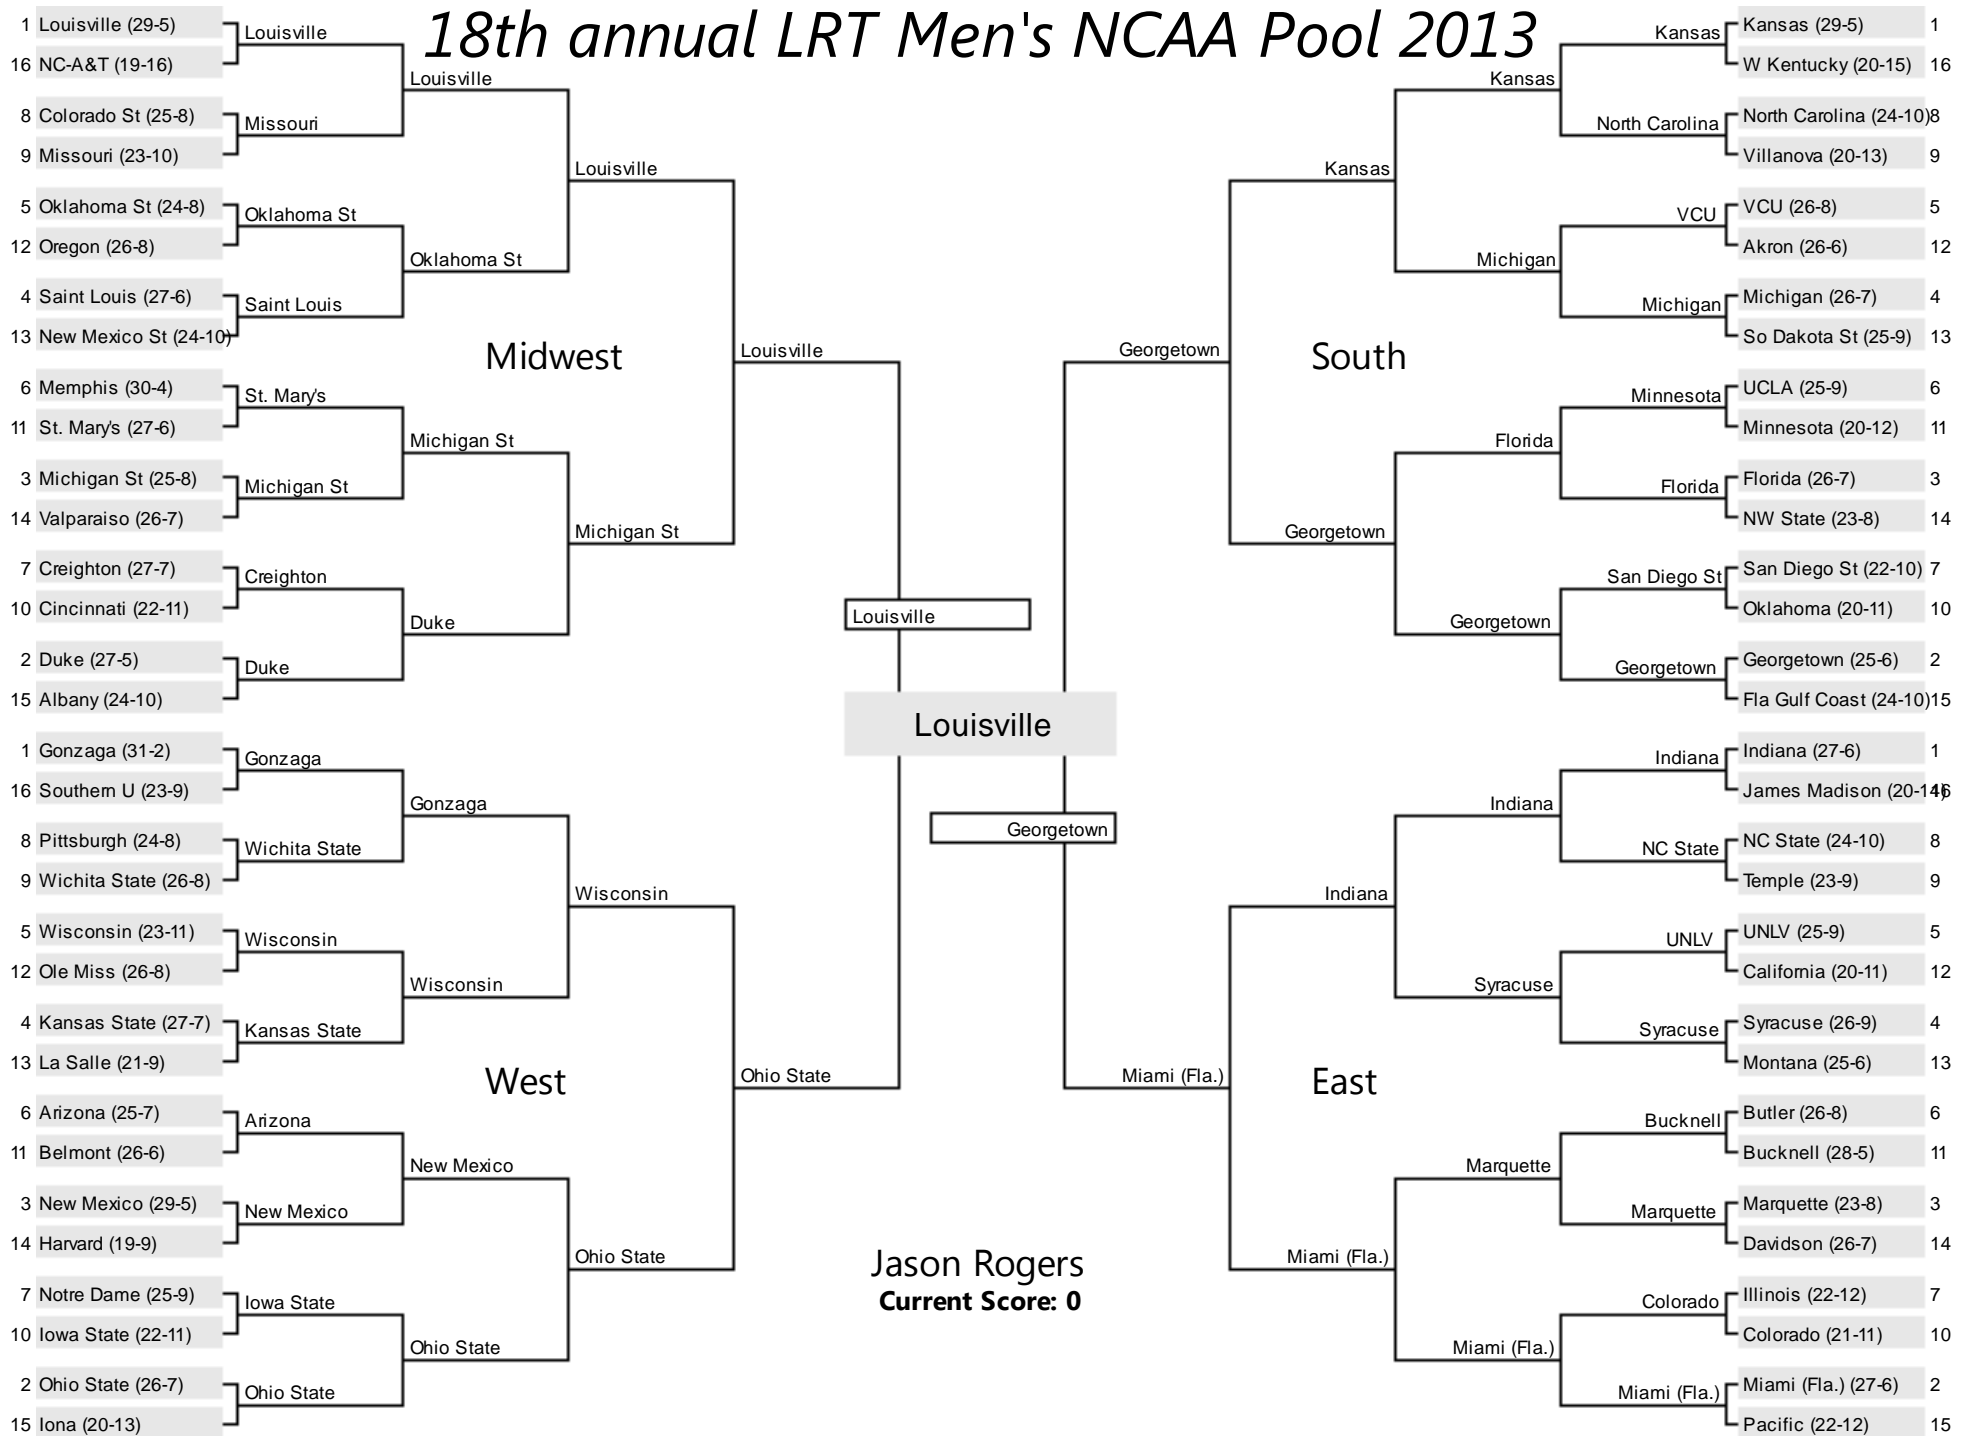 18th annual LRT Men's NCAA Pool 2013
1 Louisville (29-5)
16 NC-A&T (19-16)
8 Colorado St (25-8)
9 Missouri (23-10)
5 Oklahoma St (24-8)
12 Oregon (26-8)
4 Saint Louis (27-6)
13 New Mexico St (24-10)
6 Memphis (30-4)
11 St. Mary's (27-6)
3 Michigan St (25-8)
14 Valparaiso (26-7)
7 Creighton (27-7)
10 Cincinnati (22-11)
2 Duke (27-5)
15 Albany (24-10)
Louisville
Missouri
Oklahoma St
Saint Louis
St. Mary's
Michigan St
Creighton
Duke
Louisville
Oklahoma St
Michigan St
Duke
Louisville
Michigan St
Midwest
Louisville
1 Gonzaga (31-2)
16 Southern U (23-9)
8 Pittsburgh (24-8)
9 Wichita State (26-8)
5 Wisconsin (23-11)
12 Ole Miss (26-8)
4 Kansas State (27-7)
13 La Salle (21-9)
6 Arizona (25-7)
11 Belmont (26-6)
3 New Mexico (29-5)
14 Harvard (19-9)
7 Notre Dame (25-9)
10 Iowa State (22-11)
2 Ohio State (26-7)
15 Iona (20-13)
Gonzaga
Wichita State
Wisconsin
Kansas State
Arizona
New Mexico
Iowa State
Ohio State
Gonzaga
Wisconsin
New Mexico
Ohio State
Wisconsin
Ohio State
West
Ohio State
Louisville
Louisville
Georgetown
Jason Rogers
Current Score: 0
Georgetown
South
Kansas
Georgetown
Kansas
Michigan
Florida
Georgetown
Kansas
North Carolina
VCU
Michigan
Minnesota
Florida
San Diego St
Georgetown
Kansas (29-5) 1
W Kentucky (20-15) 16
North Carolina (24-10) 8
Villanova (20-13) 9
VCU (26-8) 5
Akron (26-6) 12
Michigan (26-7) 4
So Dakota St (25-9) 13
UCLA (25-9) 6
Minnesota (20-12) 11
Florida (26-7) 3
NW State (23-8) 14
San Diego St (22-10) 7
Oklahoma (20-11) 10
Georgetown (25-6) 2
Fla Gulf Coast (24-10) 15
Miami (Fla.)
East
Indiana
Miami (Fla.)
Indiana
Syracuse
Marquette
Miami (Fla.)
Indiana
NC State
UNLV
Syracuse
Bucknell
Marquette
Colorado
Miami (Fla.)
Indiana (27-6) 1
James Madison (20-14) 16
NC State (24-10) 8
Temple (23-9) 9
UNLV (25-9) 5
California (20-11) 12
Syracuse (26-9) 4
Montana (25-6) 13
Butler (26-8) 6
Bucknell (28-5) 11
Marquette (23-8) 3
Davidson (26-7) 14
Illinois (22-12) 7
Colorado (21-11) 10
Miami (Fla.) (27-6) 2
Pacific (22-12) 15